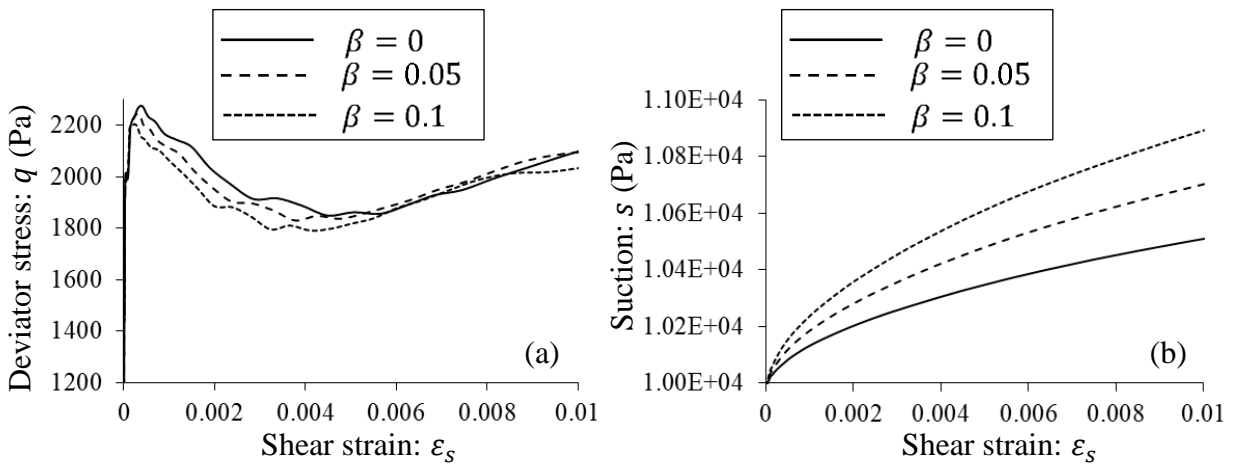 β = 0
β = 0.05
β = 0.1
Deviator stress: q (Pa)
2200
2000
1800
1600
1400
1200
0 0.002 0.004 0.006 0.008 0.01
Shear strain: εs
(a)
β = 0
β = 0.05
β = 0.1
Suction: s (Pa)
1.10E+04
1.08E+04
1.06E+04
1.04E+04
1.02E+04
1.00E+04
0 0.002 0.004 0.006 0.008 0.01
Shear strain: εs
(b)